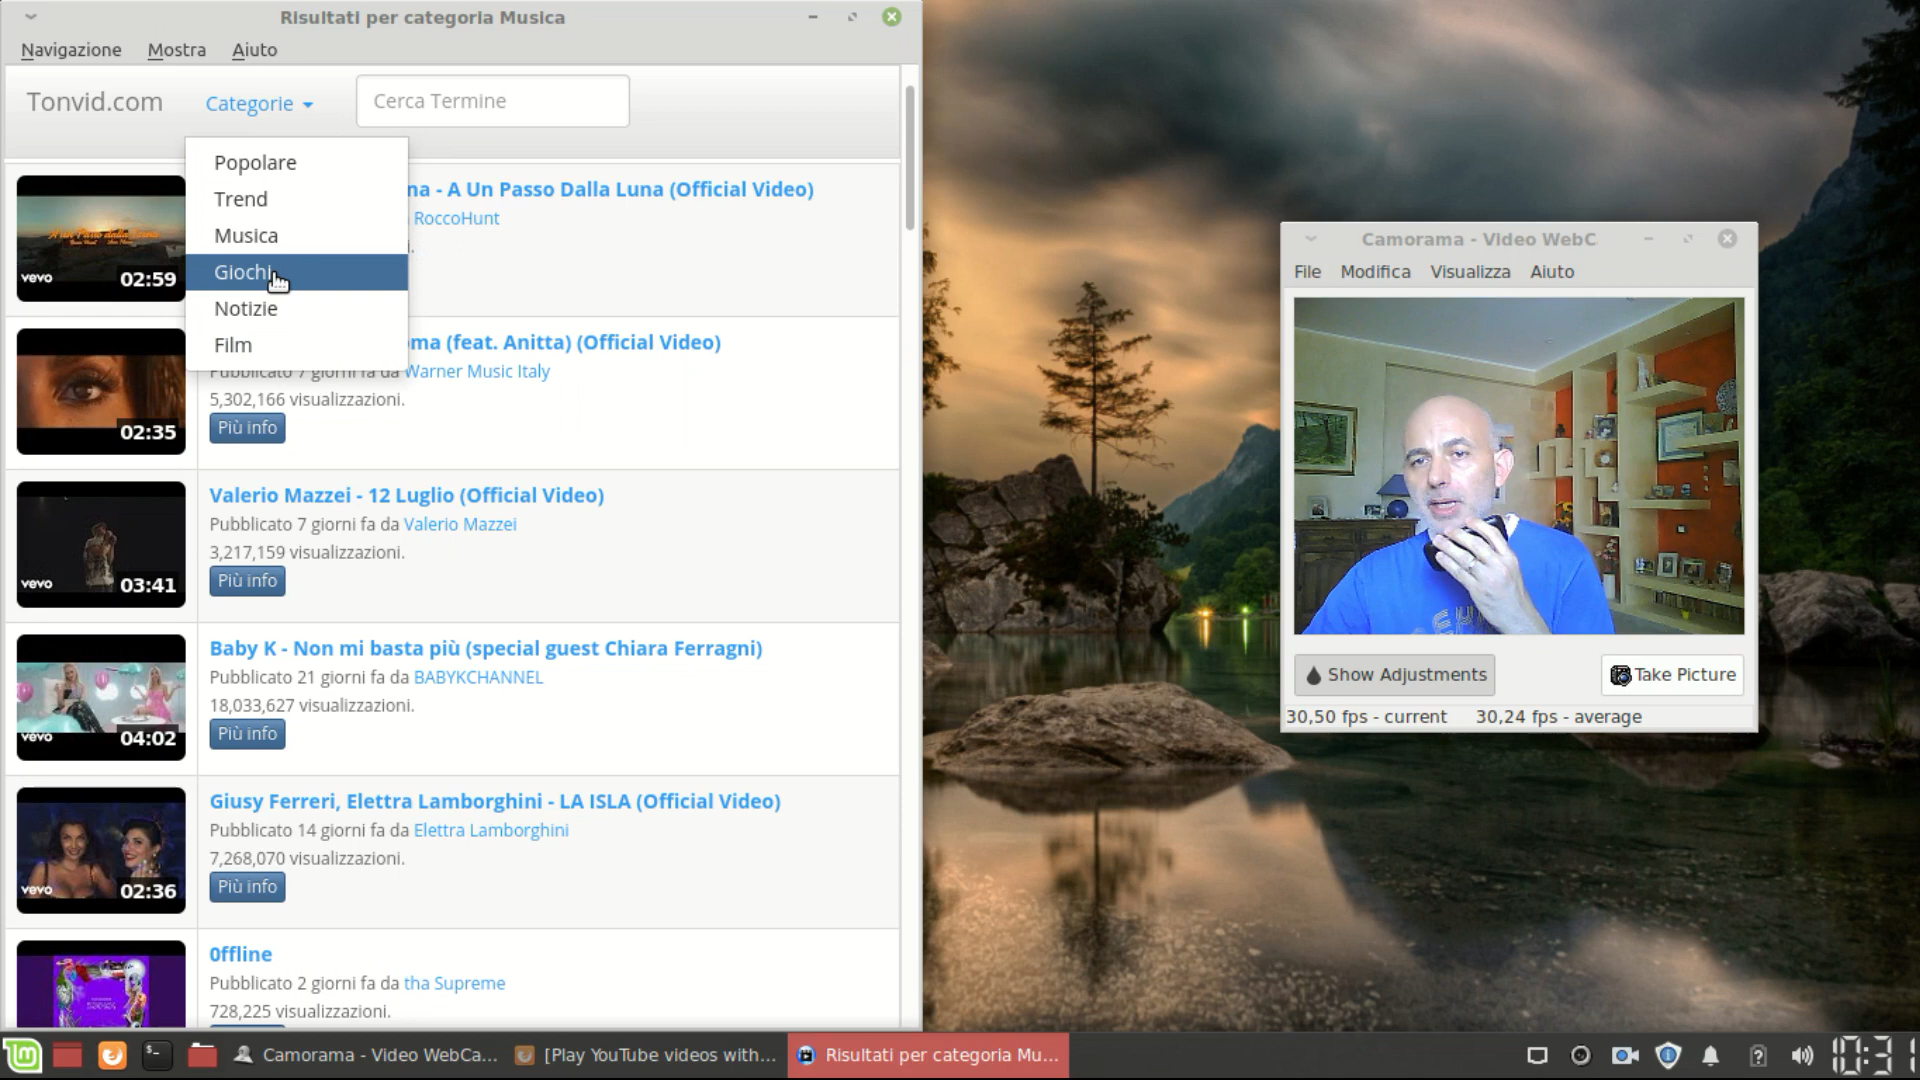 Risultati per categoria Musica
Navigazione Mostra Aiuto
Tonvid.com Categorie Cerca Termine
Popolare
Trend
Musica
Giochi
Notizie
Film
na - A Un Passo Dalla Luna (Official Video)
RoccoHunt
vevo 02:59
ma (feat. Anitta) (Official Video)
Pubblicato 7 giorni fa da Warner Music Italy
5,302,166 visualizzazioni.
Più info
02:35
Valerio Mazzei - 12 Luglio (Official Video)
Pubblicato 7 giorni fa da Valerio Mazzei
3,217,159 visualizzazioni.
Più info
vevo 03:41
Baby K - Non mi basta più (special guest Chiara Ferragni)
Pubblicato 21 giorni fa da BABYKCHANNEL
18,033,627 visualizzazioni.
Più info
vevo 04:02
Giusy Ferreri, Elettra Lamborghini - LA ISLA (Official Video)
Pubblicato 14 giorni fa da Elettra Lamborghini
7,268,070 visualizzazioni.
Più info
vevo 02:36
0ffline
Pubblicato 2 giorni fa da tha Supreme
728,225 visualizzazioni.
Camorama - Video WebC
File Modifica Visualizza Aiuto
Show Adjustments Take Picture
30,50 fps - current 30,24 fps - average
Camorama - Video WebCa... [Play YouTube videos with... Risultati per categoria Mu... 10:31